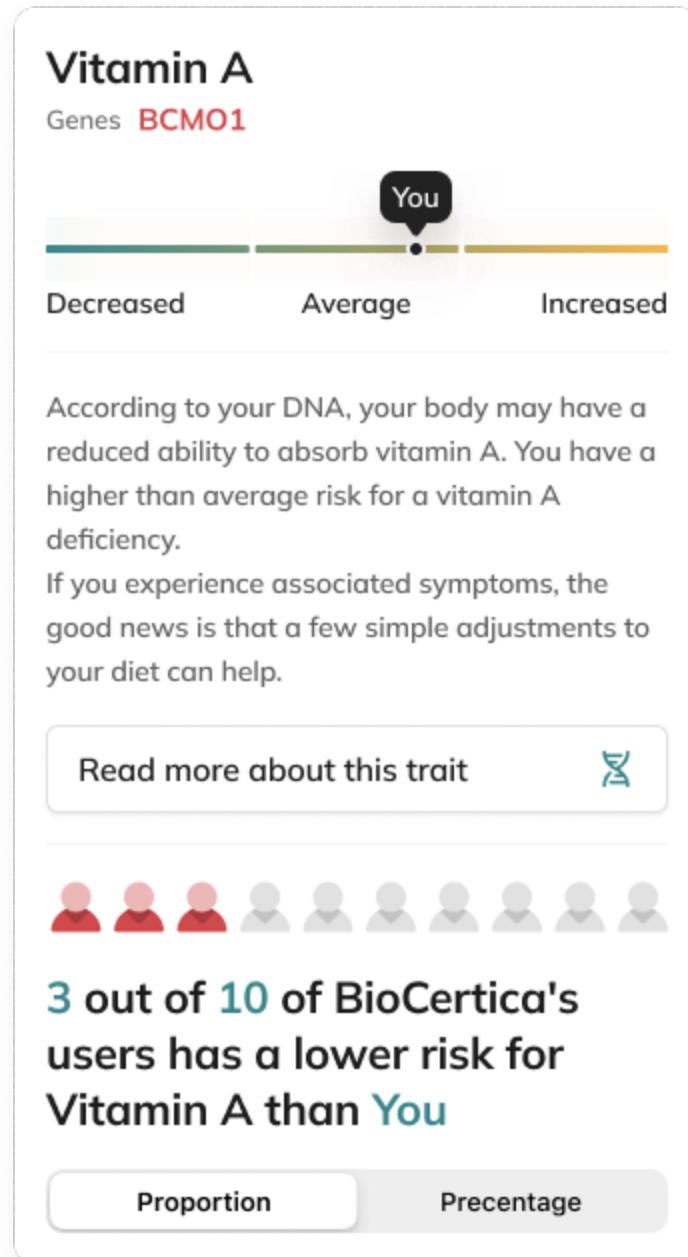 Vitamin A
Genes BCMO1
You
Decreased Average Increased
According to your DNA, your body may have a
reduced ability to absorb vitamin A. You have a
higher than average risk for a vitamin A
deficiency.
If you experience associated symptoms, the
good news is that a few simple adjustments to
your diet can help.
Read more about this trait
3 out of 10 of BioCertica's
users has a lower risk for
Vitamin A than You
Proportion Precentage